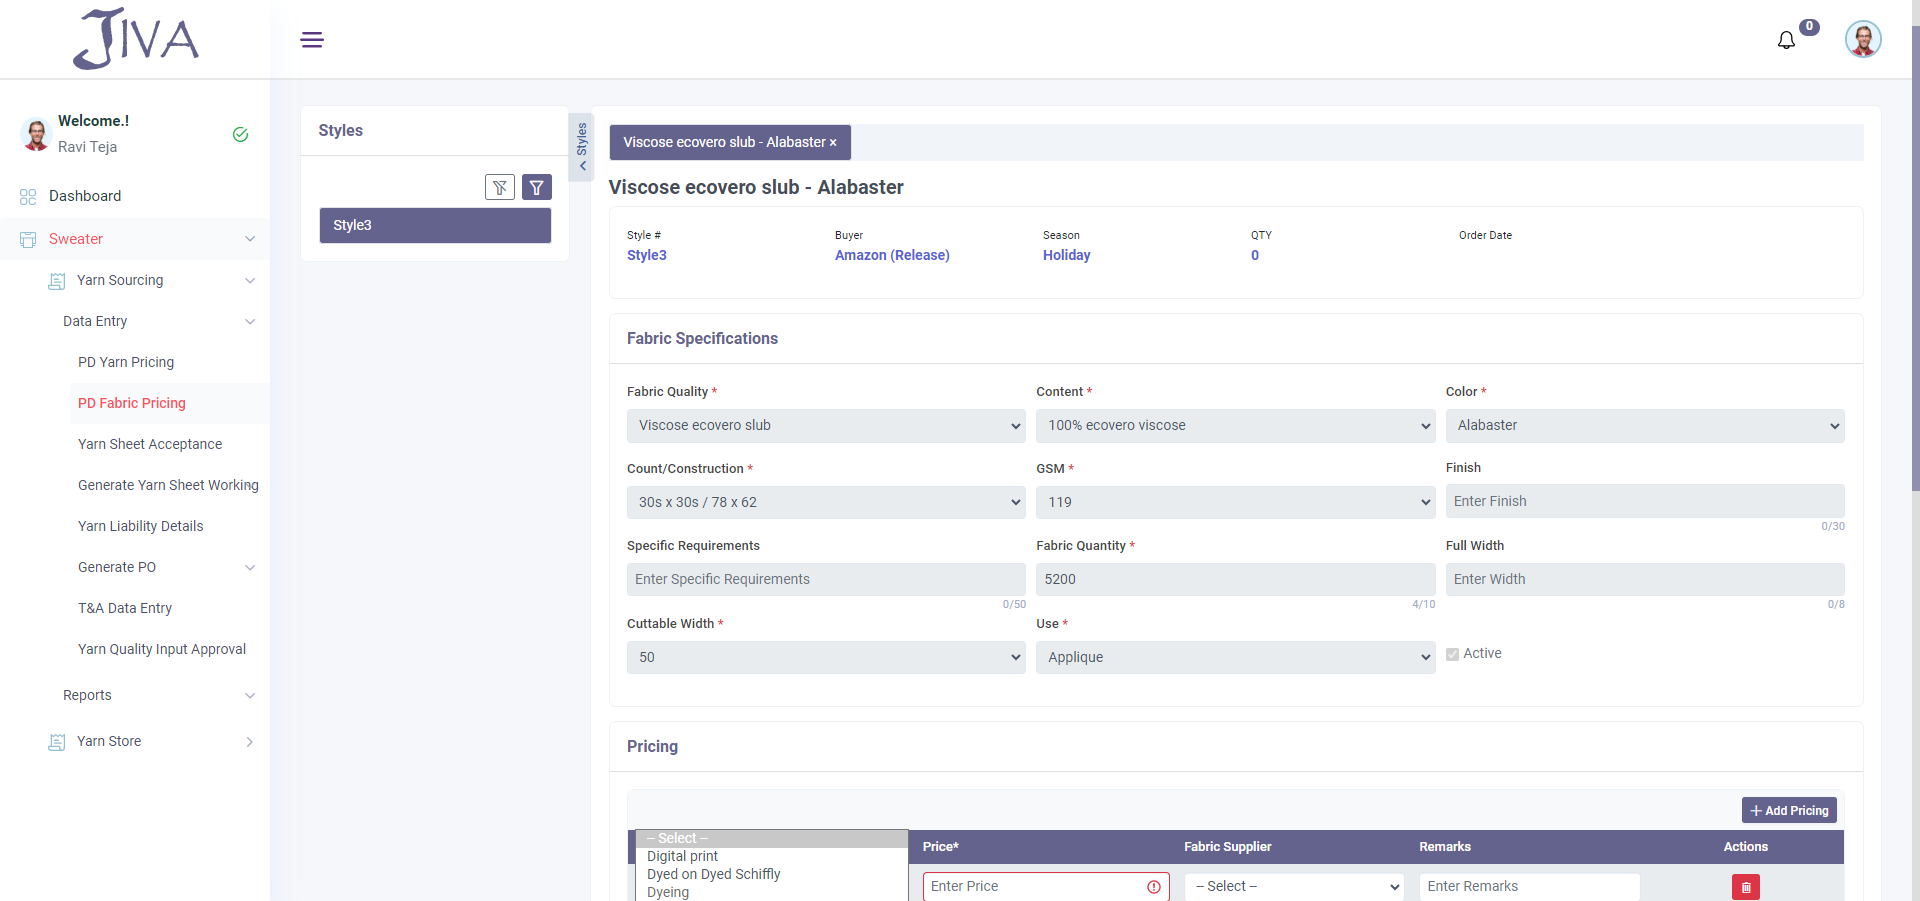 JIVA
0
Welcome.!
Ravi Teja
Dashboard
Sweater
Yarn Sourcing
Data Entry
PD Yarn Pricing
PD Fabric Pricing
Yarn Sheet Acceptance
Generate Yarn Sheet Working
Yarn Liability Details
Generate PO
T&A Data Entry
Yarn Quality Input Approval
Reports
Yarn Store
Styles
Style3
Styles
Viscose ecovero slub - Alabaster ×
Viscose ecovero slub - Alabaster
Style # Buyer Season QTY Order Date
Style3 Amazon (Release) Holiday 0
Fabric Specifications
Fabric Quality * Content * Color *
Viscose ecovero slub 100% ecovero viscose Alabaster
Count/Construction * GSM * Finish
30s x 30s / 78 x 62 119 Enter Finish
0/30
Specific Requirements Fabric Quantity * Full Width
Enter Specific Requirements 5200 Enter Width
0/50 4/10 0/8
Cuttable Width * Use *
50 Applique Active
Pricing
+ Add Pricing
Price* Fabric Supplier Remarks Actions
-- Select --
Digital print
Dyed on Dyed Schiffly
Dyeing
Enter Price -- Select -- Enter Remarks